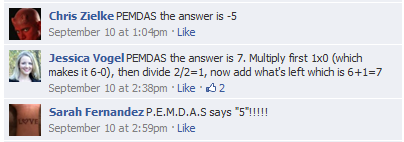 Chris Zielke PEMDAS the answer is -5
September 10 at 1:04pm · Like
Jessica Vogel PEMDAS the answer is 7. Multiply first 1x0 (which
makes it 6-0), then divide 2/2=1, now add what's left which is 6+1=7
September 10 at 2:38pm · Like · 2
Sarah Fernandez P.E.M.D.A.S says "5"!!!!!
September 10 at 2:59pm · Like